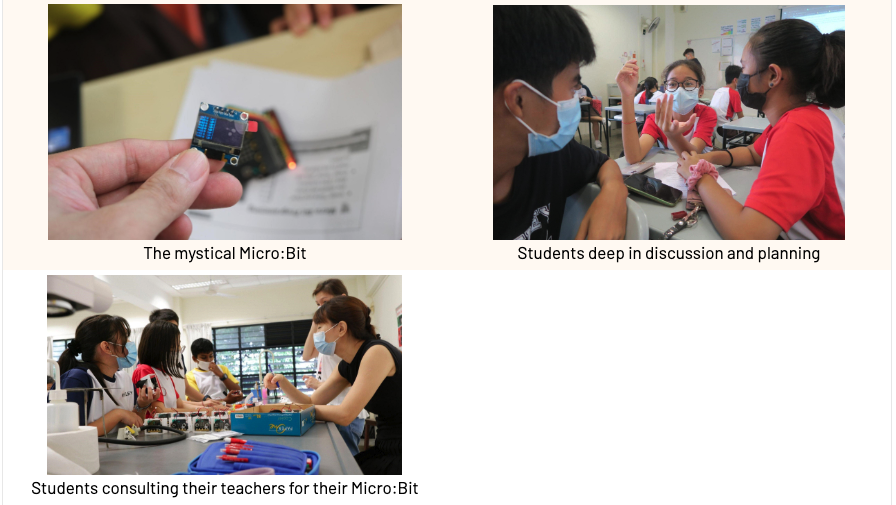 The mystical Micro:Bit
Students deep in discussion and planning
Students consulting their teachers for their Micro:Bit